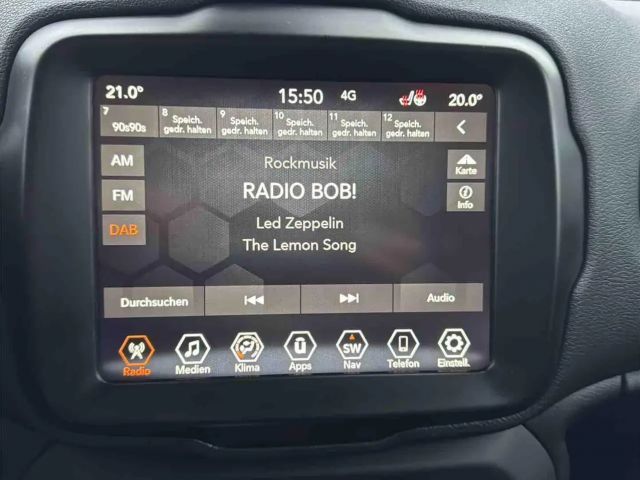 21.0° 15:50 4G 20.0°
7 90s90s 8 Speich. gedr. halten 9 Speich. gedr. halten 10 Speich. gedr. halten 11 Speich. gedr. halten 12 Speich. gedr. halten
AM Rockmusik Karte
FM RADIO BOB! Info
DAB Led Zeppelin
The Lemon Song
Durchsuchen Audio
Radio Medien Klima Apps SW Nav Telefon Einstell.